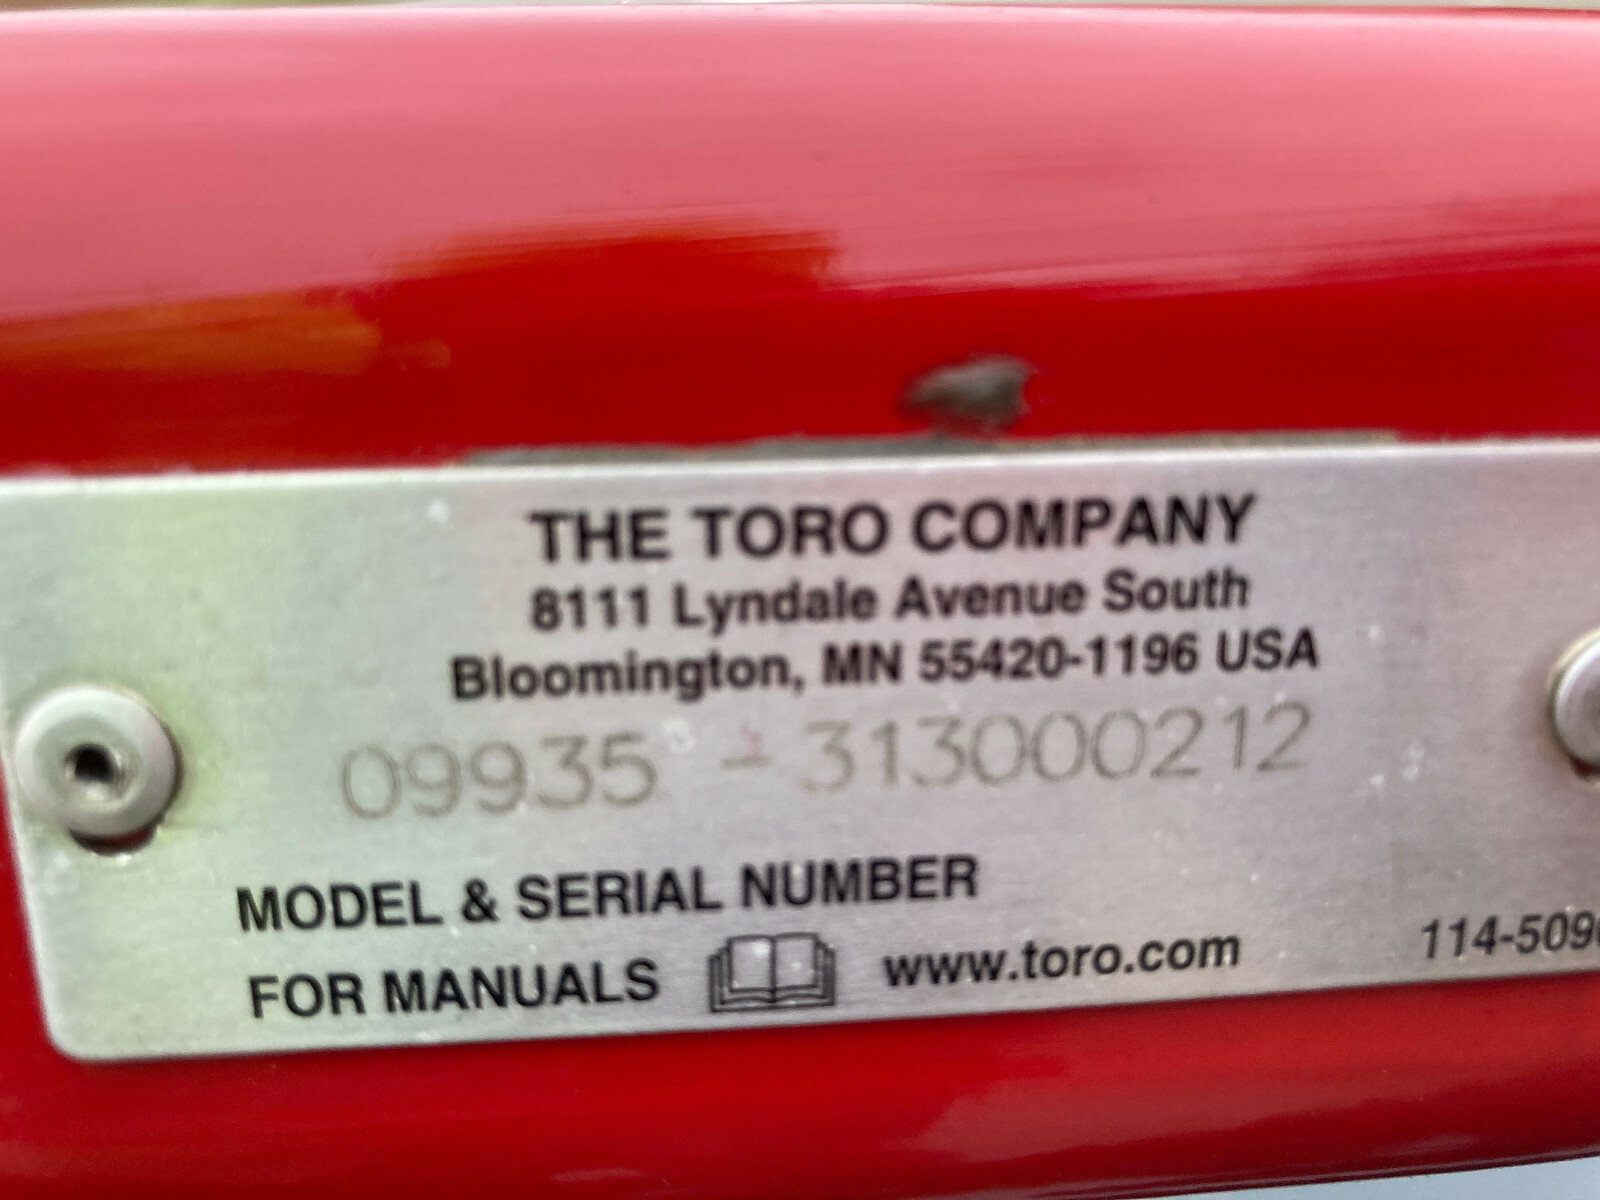 THE TORO COMPANY
8111 Lyndale Avenue South
Bloomington, MN 55420-1196 USA
09935 - 313000212
MODEL & SERIAL NUMBER
FOR MANUALS www.toro.com